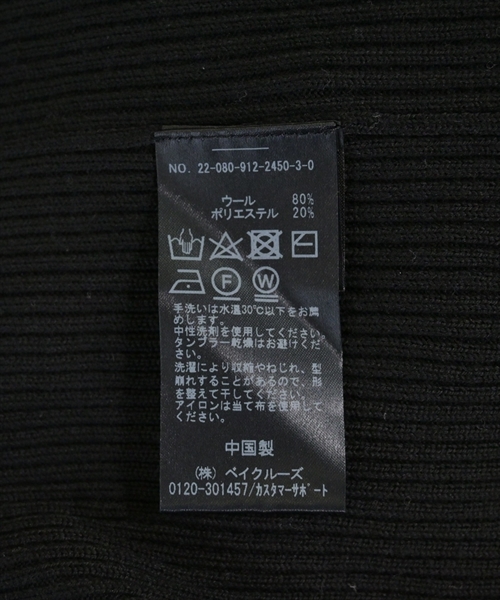 NO. 22-080-912-2450-3-0
ウール 80%
ポリエステル 20%
F W
手洗いは水温30℃以下をお薦
めします。
中性洗剤を使用してください。
タンブラー乾燥はお避けくだ
さい。
洗濯により収縮やねじれ、型
崩れすることがあるので、形
を整えて干してください。
アイロンは当て布を使用して
ください。
中国製
(株) ベイクルーズ
0120-301457/カスタマーサポート